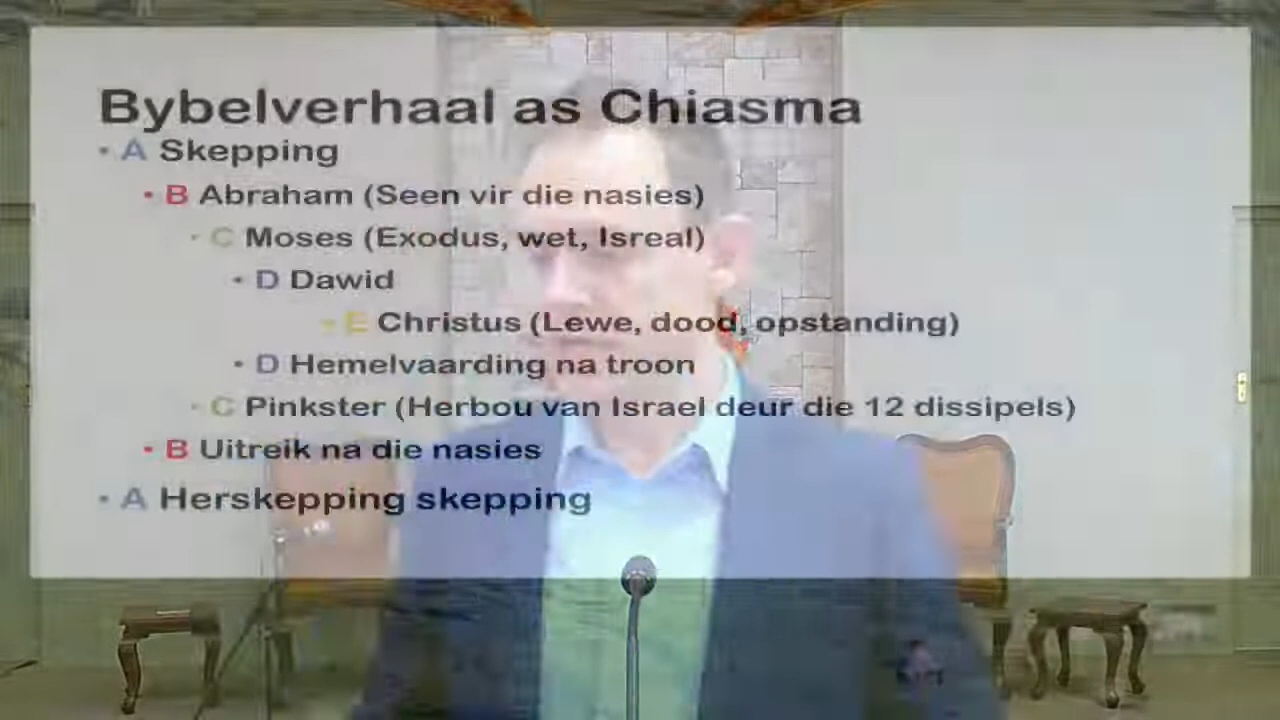 Bybelverhaal as Chiasma
• A Skepping
• B Abraham (Seen vir die nasies)
• C Moses (Exodus, wet, Isreal)
• D Dawid
• E Christus (Lewe, dood, opstanding)
• D Hemelvaarding na troon
• C Pinkster (Herbou van Israel deur die 12 dissipels)
• B Uitreik na die nasies
• A Herskepping skepping